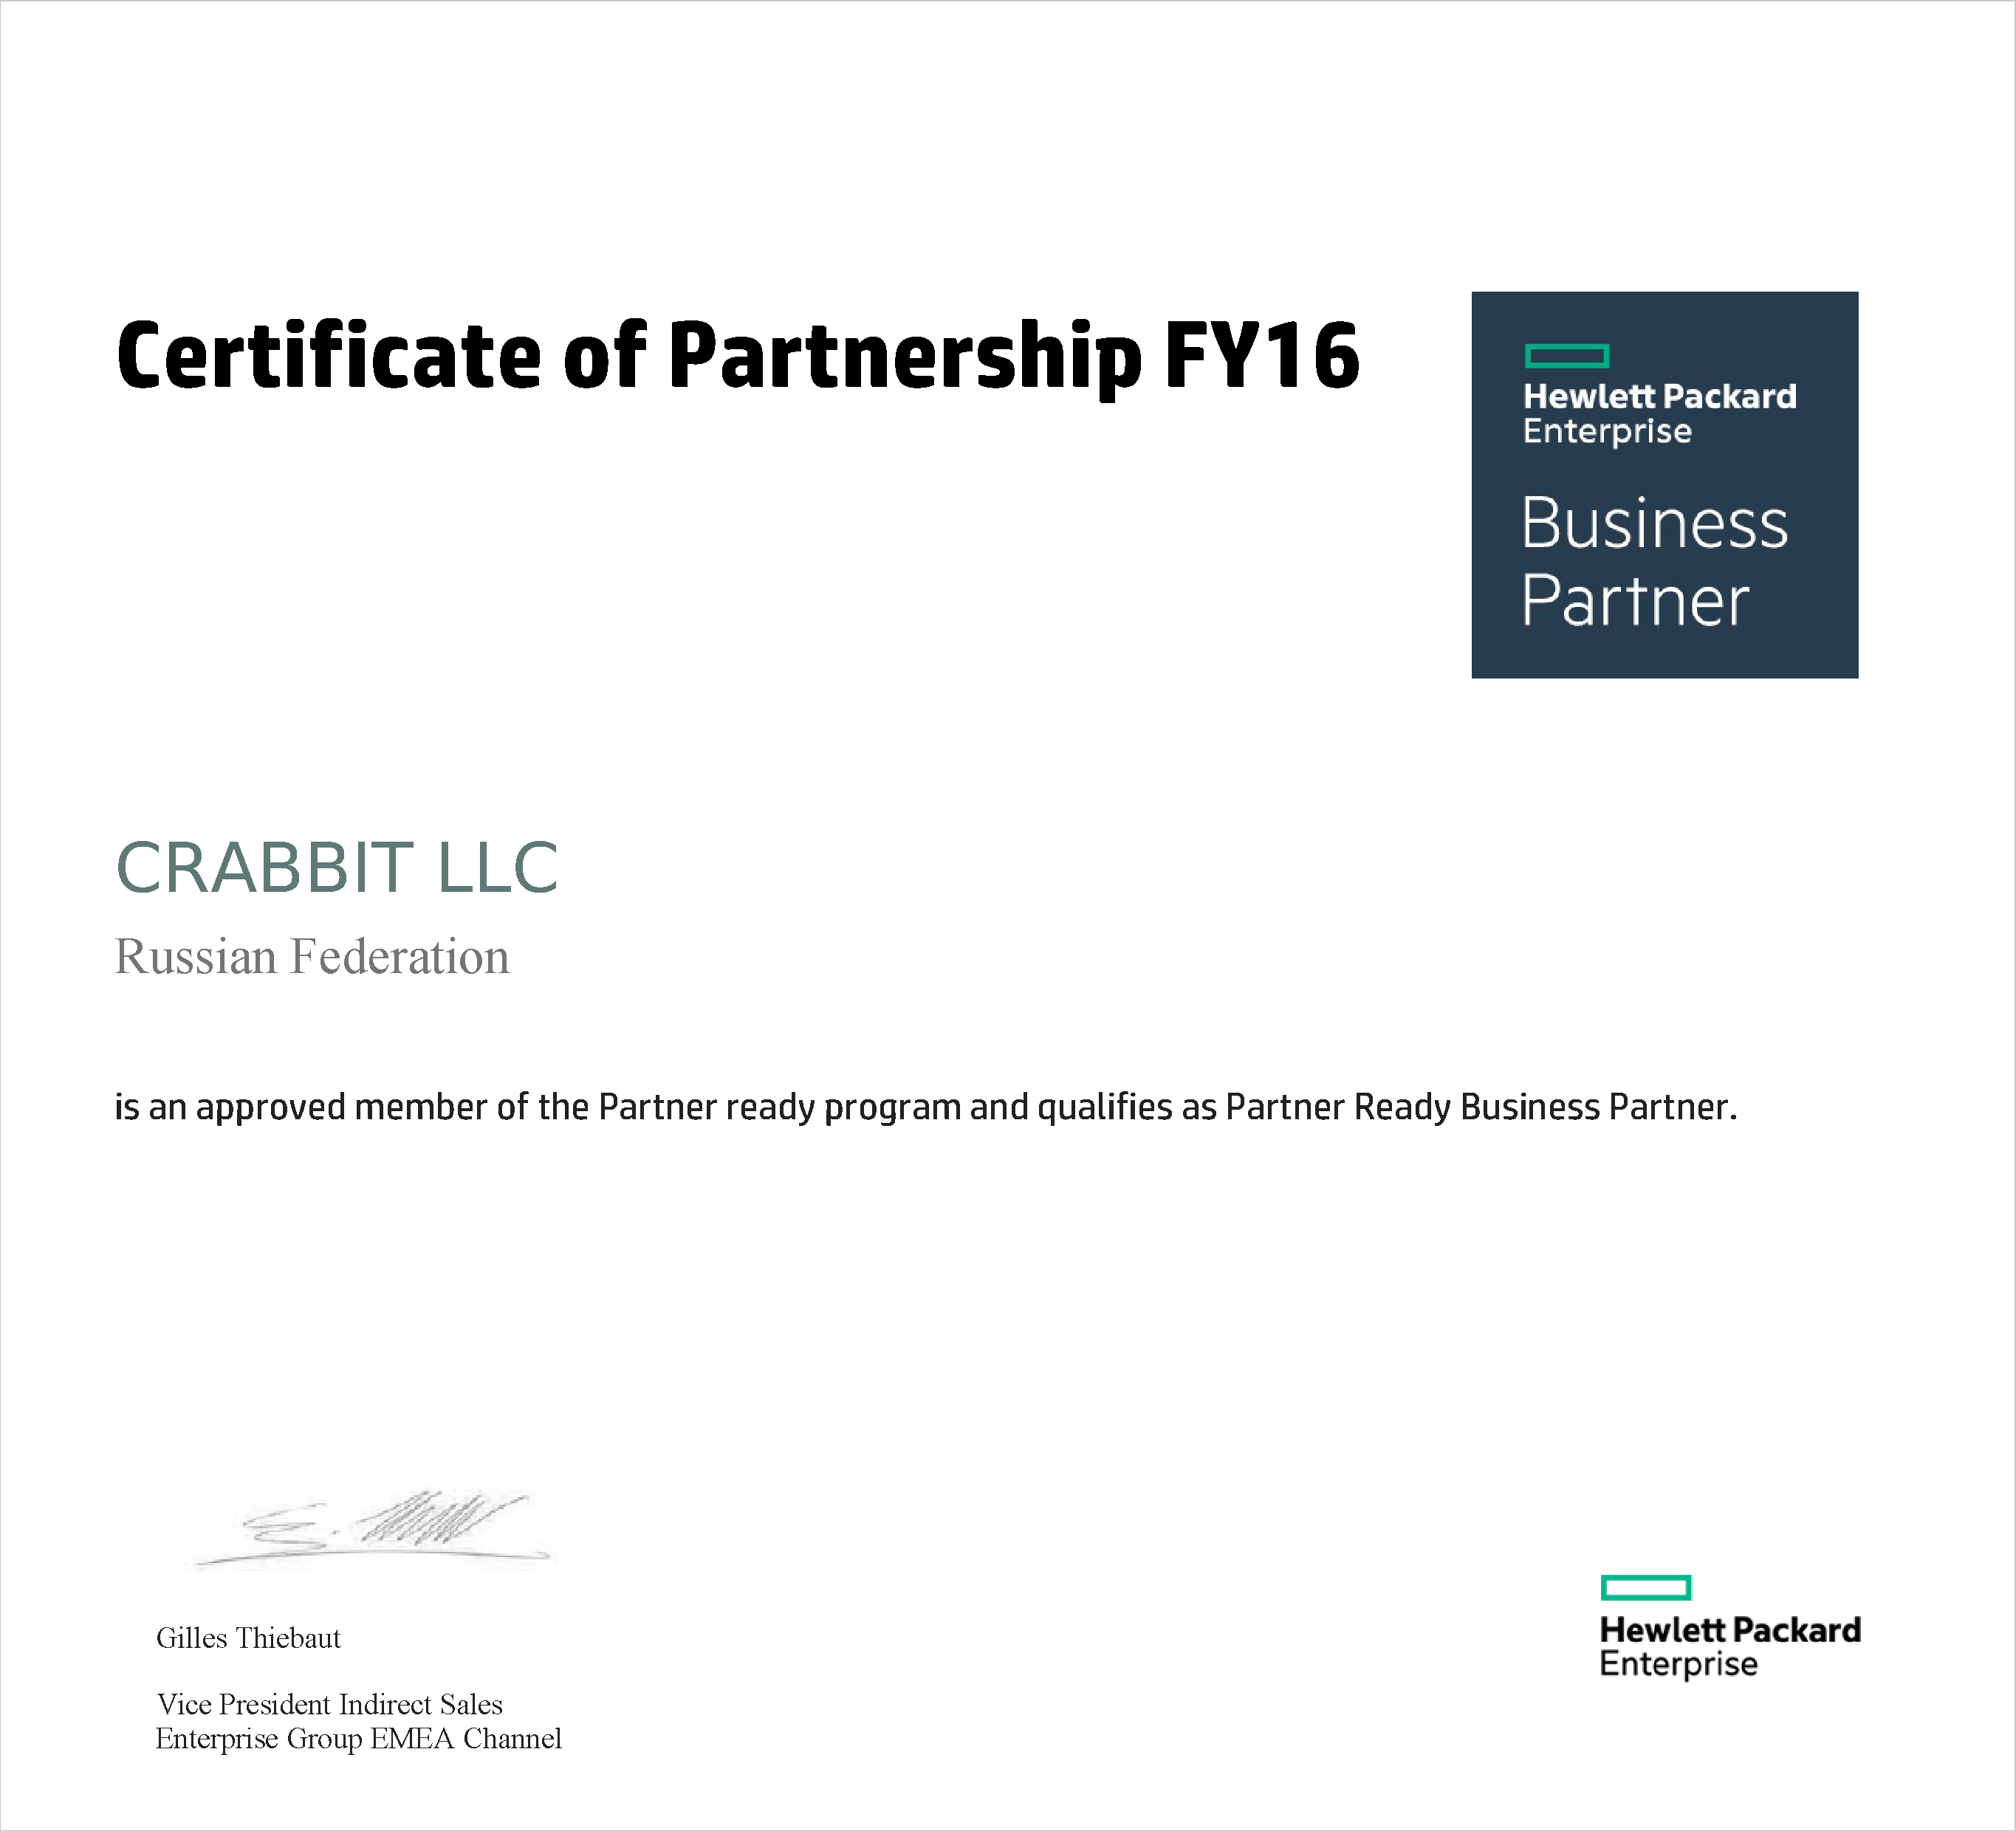 Certificate of Partnership FY16
Hewlett Packard
Enterprise
Business
Partner
CRABBIT LLC
Russian Federation
is an approved member of the Partner ready program and qualifies as Partner Ready Business Partner.
Gilles Thiebaut
Vice President Indirect Sales
Enterprise Group EMEA Channel
Hewlett Packard
Enterprise